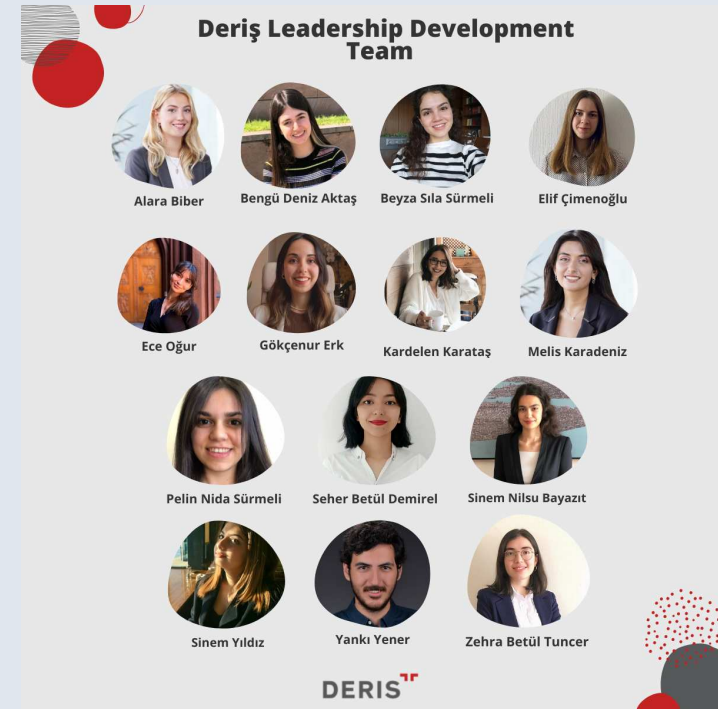 Deriş Leadership Development
Team
Alara Biber
Bengü Deniz Aktaş
Beyza Sıla Sürmeli
Elif Çimenoğlu
Ece Oğur
Gökçenur Erk
Kardelen Karataş
Melis Karadeniz
Pelin Nida Sürmeli
Seher Betül Demirel
Sinem Nilsu Bayazıt
Sinem Yıldız
Yankı Yener
Zehra Betül Tuncer
DERIS